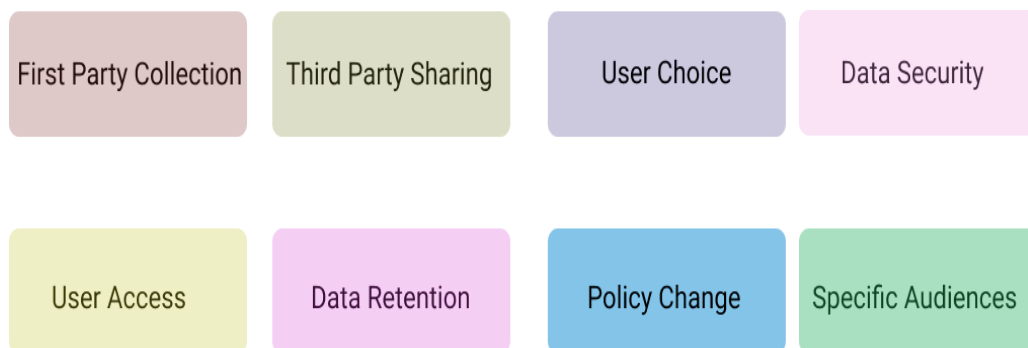 First Party Collection
Third Party Sharing
User Choice
Data Security
User Access
Data Retention
Policy Change
Specific Audiences